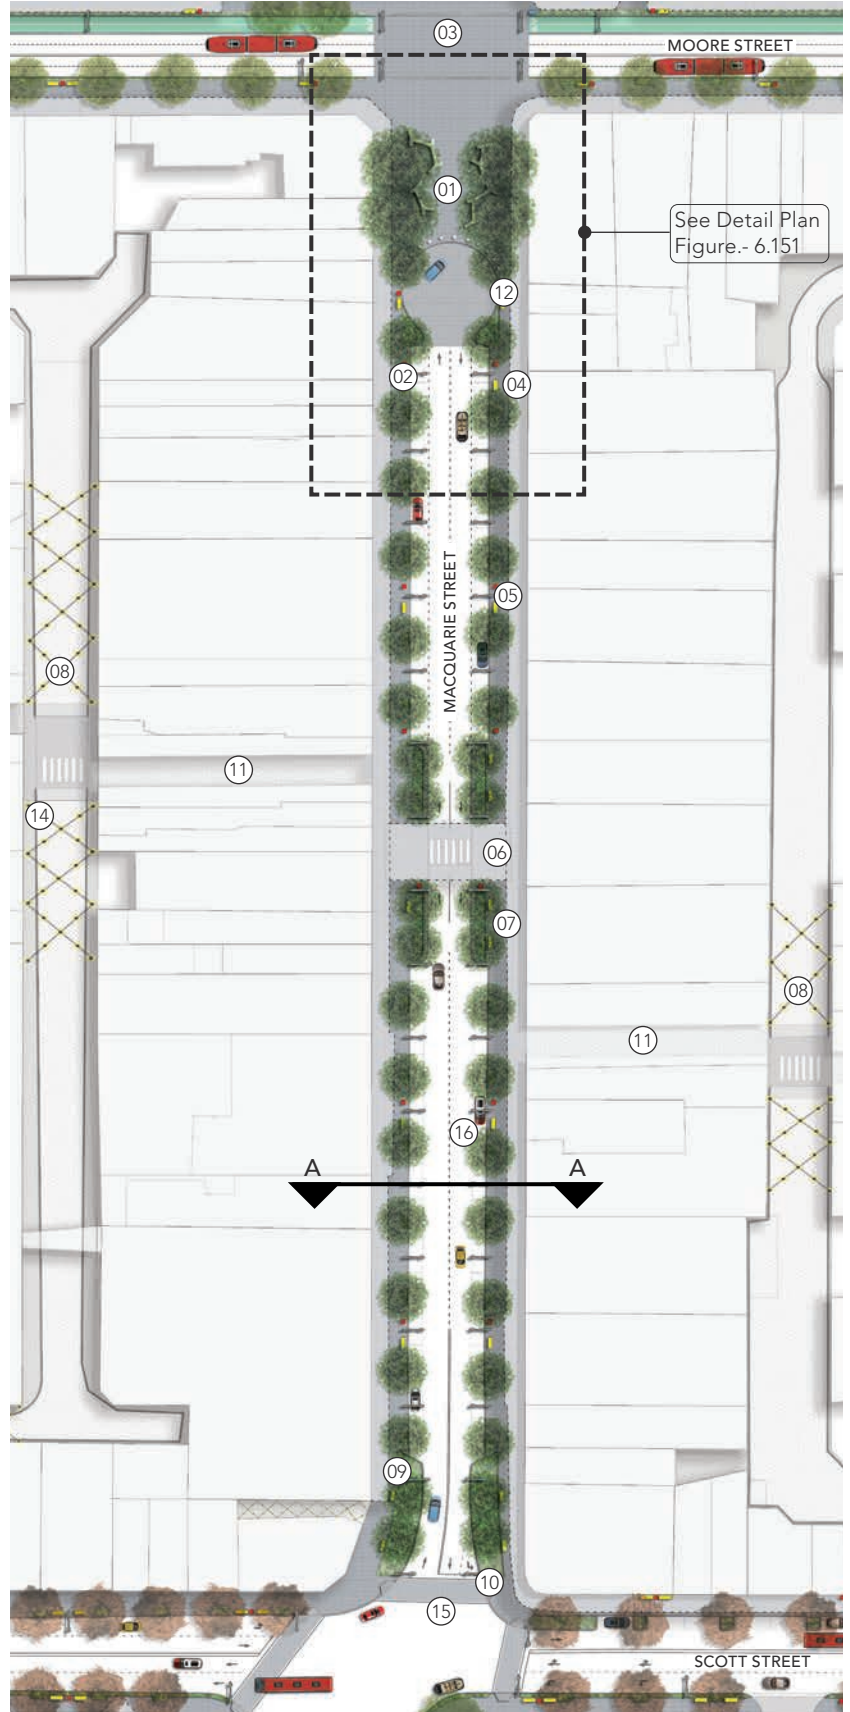 03
MOORE STREET
01
See Detail Plan
Figure.- 6.151
12
02
04
MACQUARIE STREET
05
08
11
14
06
07
08
11
16
A
A
09
10
15
SCOTT STREET